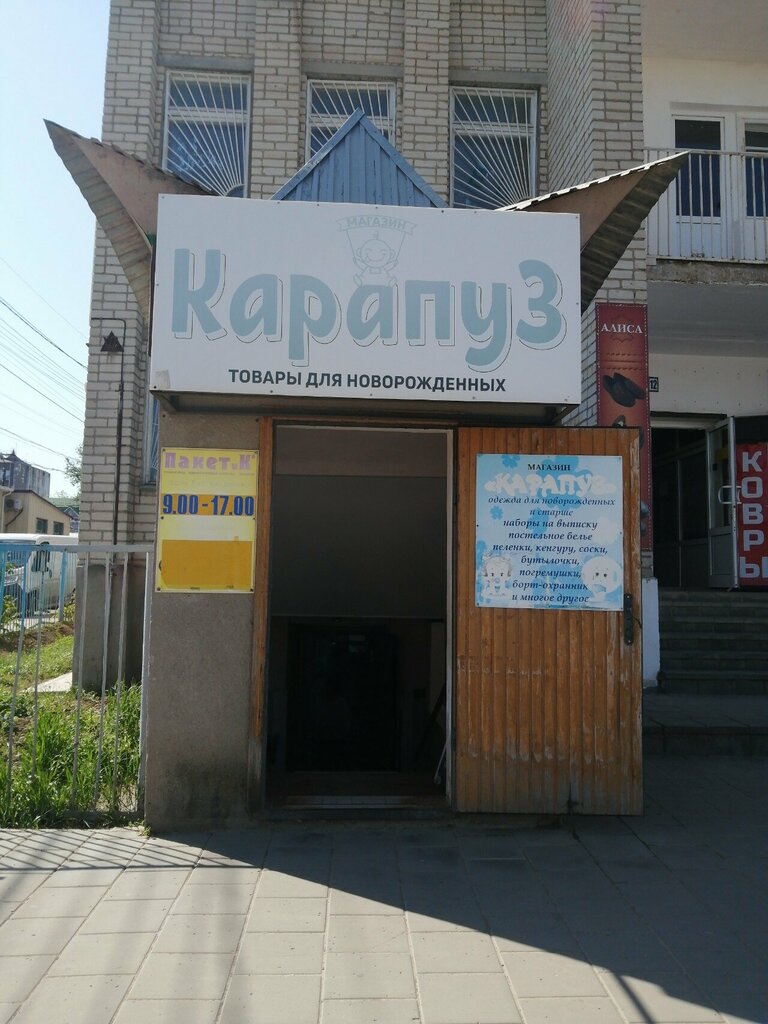 МАГАЗИН
КарапуЗ
ТОВАРЫ ДЛЯ НОВОРОЖДЕННЫХ
Пакет.К
9.00-17.00
МАГАЗИН
«КАРАПУЗ»
одежда для новорожденных
и старше
наборы на выписку
постельное белье
пеленки, кенгуру, соски,
бутылочки,
погремушки,
борт-охранник
и многое другое
АЛИСА
12
КОВРЫ